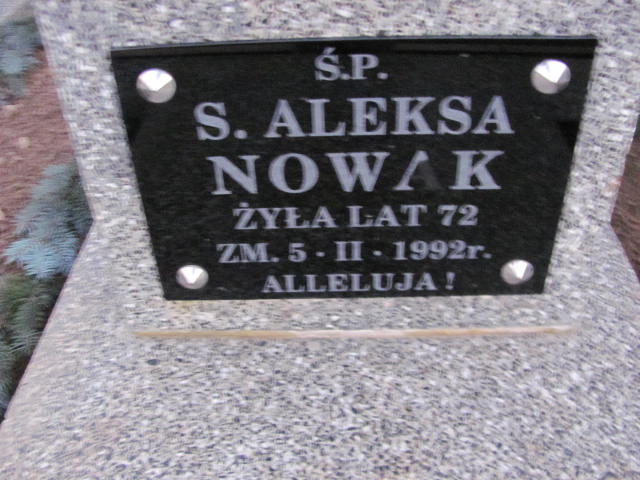 Ś.P.
S. ALEKSA
NOWAK
ŻYŁA LAT 72
ZM. 5 · II · 1992r.
ALLELUJA!